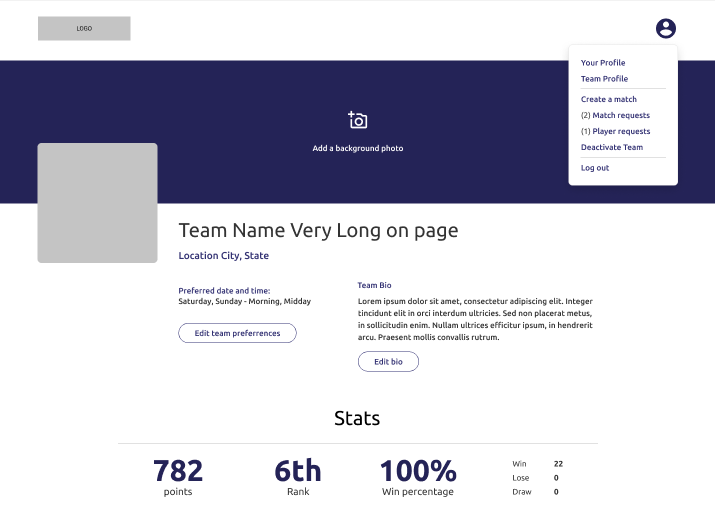 LOGO
Your Profile
Team Profile
Create a match
(2) Match requests
(1) Player requests
Deactivate Team
Log out
Add a background photo
Team Name Very Long on page
Location City, State
Preferred date and time:
Saturday, Sunday - Morning, Midday
Edit team preferrences
Team Bio
Lorem ipsum dolor sit amet, consectetur adipiscing elit. Integer
tincidunt elit in orci interdum ultricies. Sed non placerat metus,
in sollicitudin enim. Nullam ultrices efficitur ipsum, in hendrerit
arcu. Praesent mollis convallis rutrum.
Edit bio
Stats
782
points
6th
Rank
100%
Win percentage
Win 22
Lose 0
Draw 0